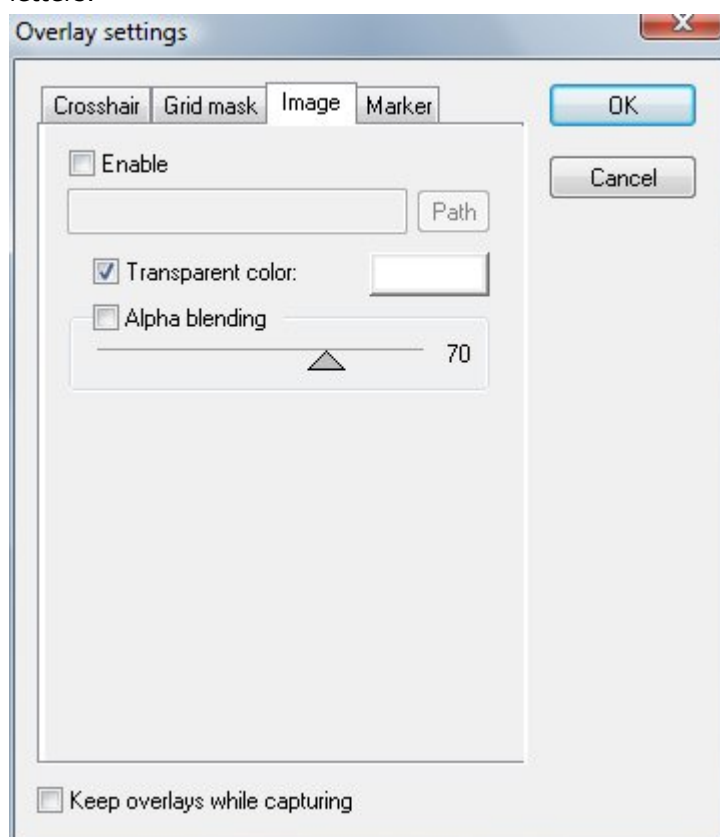 letters.
Overlay settings
Crosshair Grid mask Image Marker
OK
Enable
Cancel
Path
Transparent color:
Alpha blending
70
Keep overlays while capturing